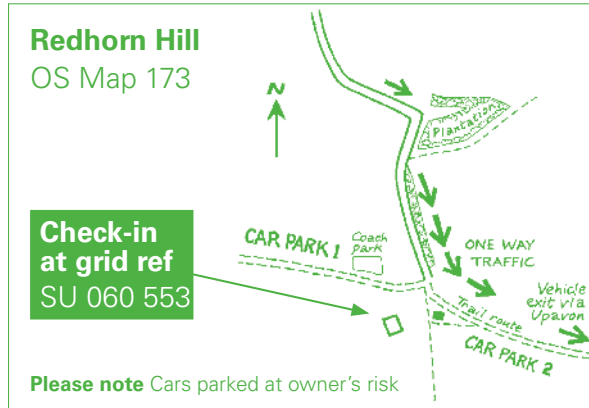 Redhorn Hill
OS Map 173
N
Plantation
Check-in
at grid ref
SU 060 553
CAR PARK 1
Coach
park
ONE WAY
TRAFFIC
Vehicle
exit via
Upavon
Trail route
CAR PARK 2
Please note Cars parked at owner's risk